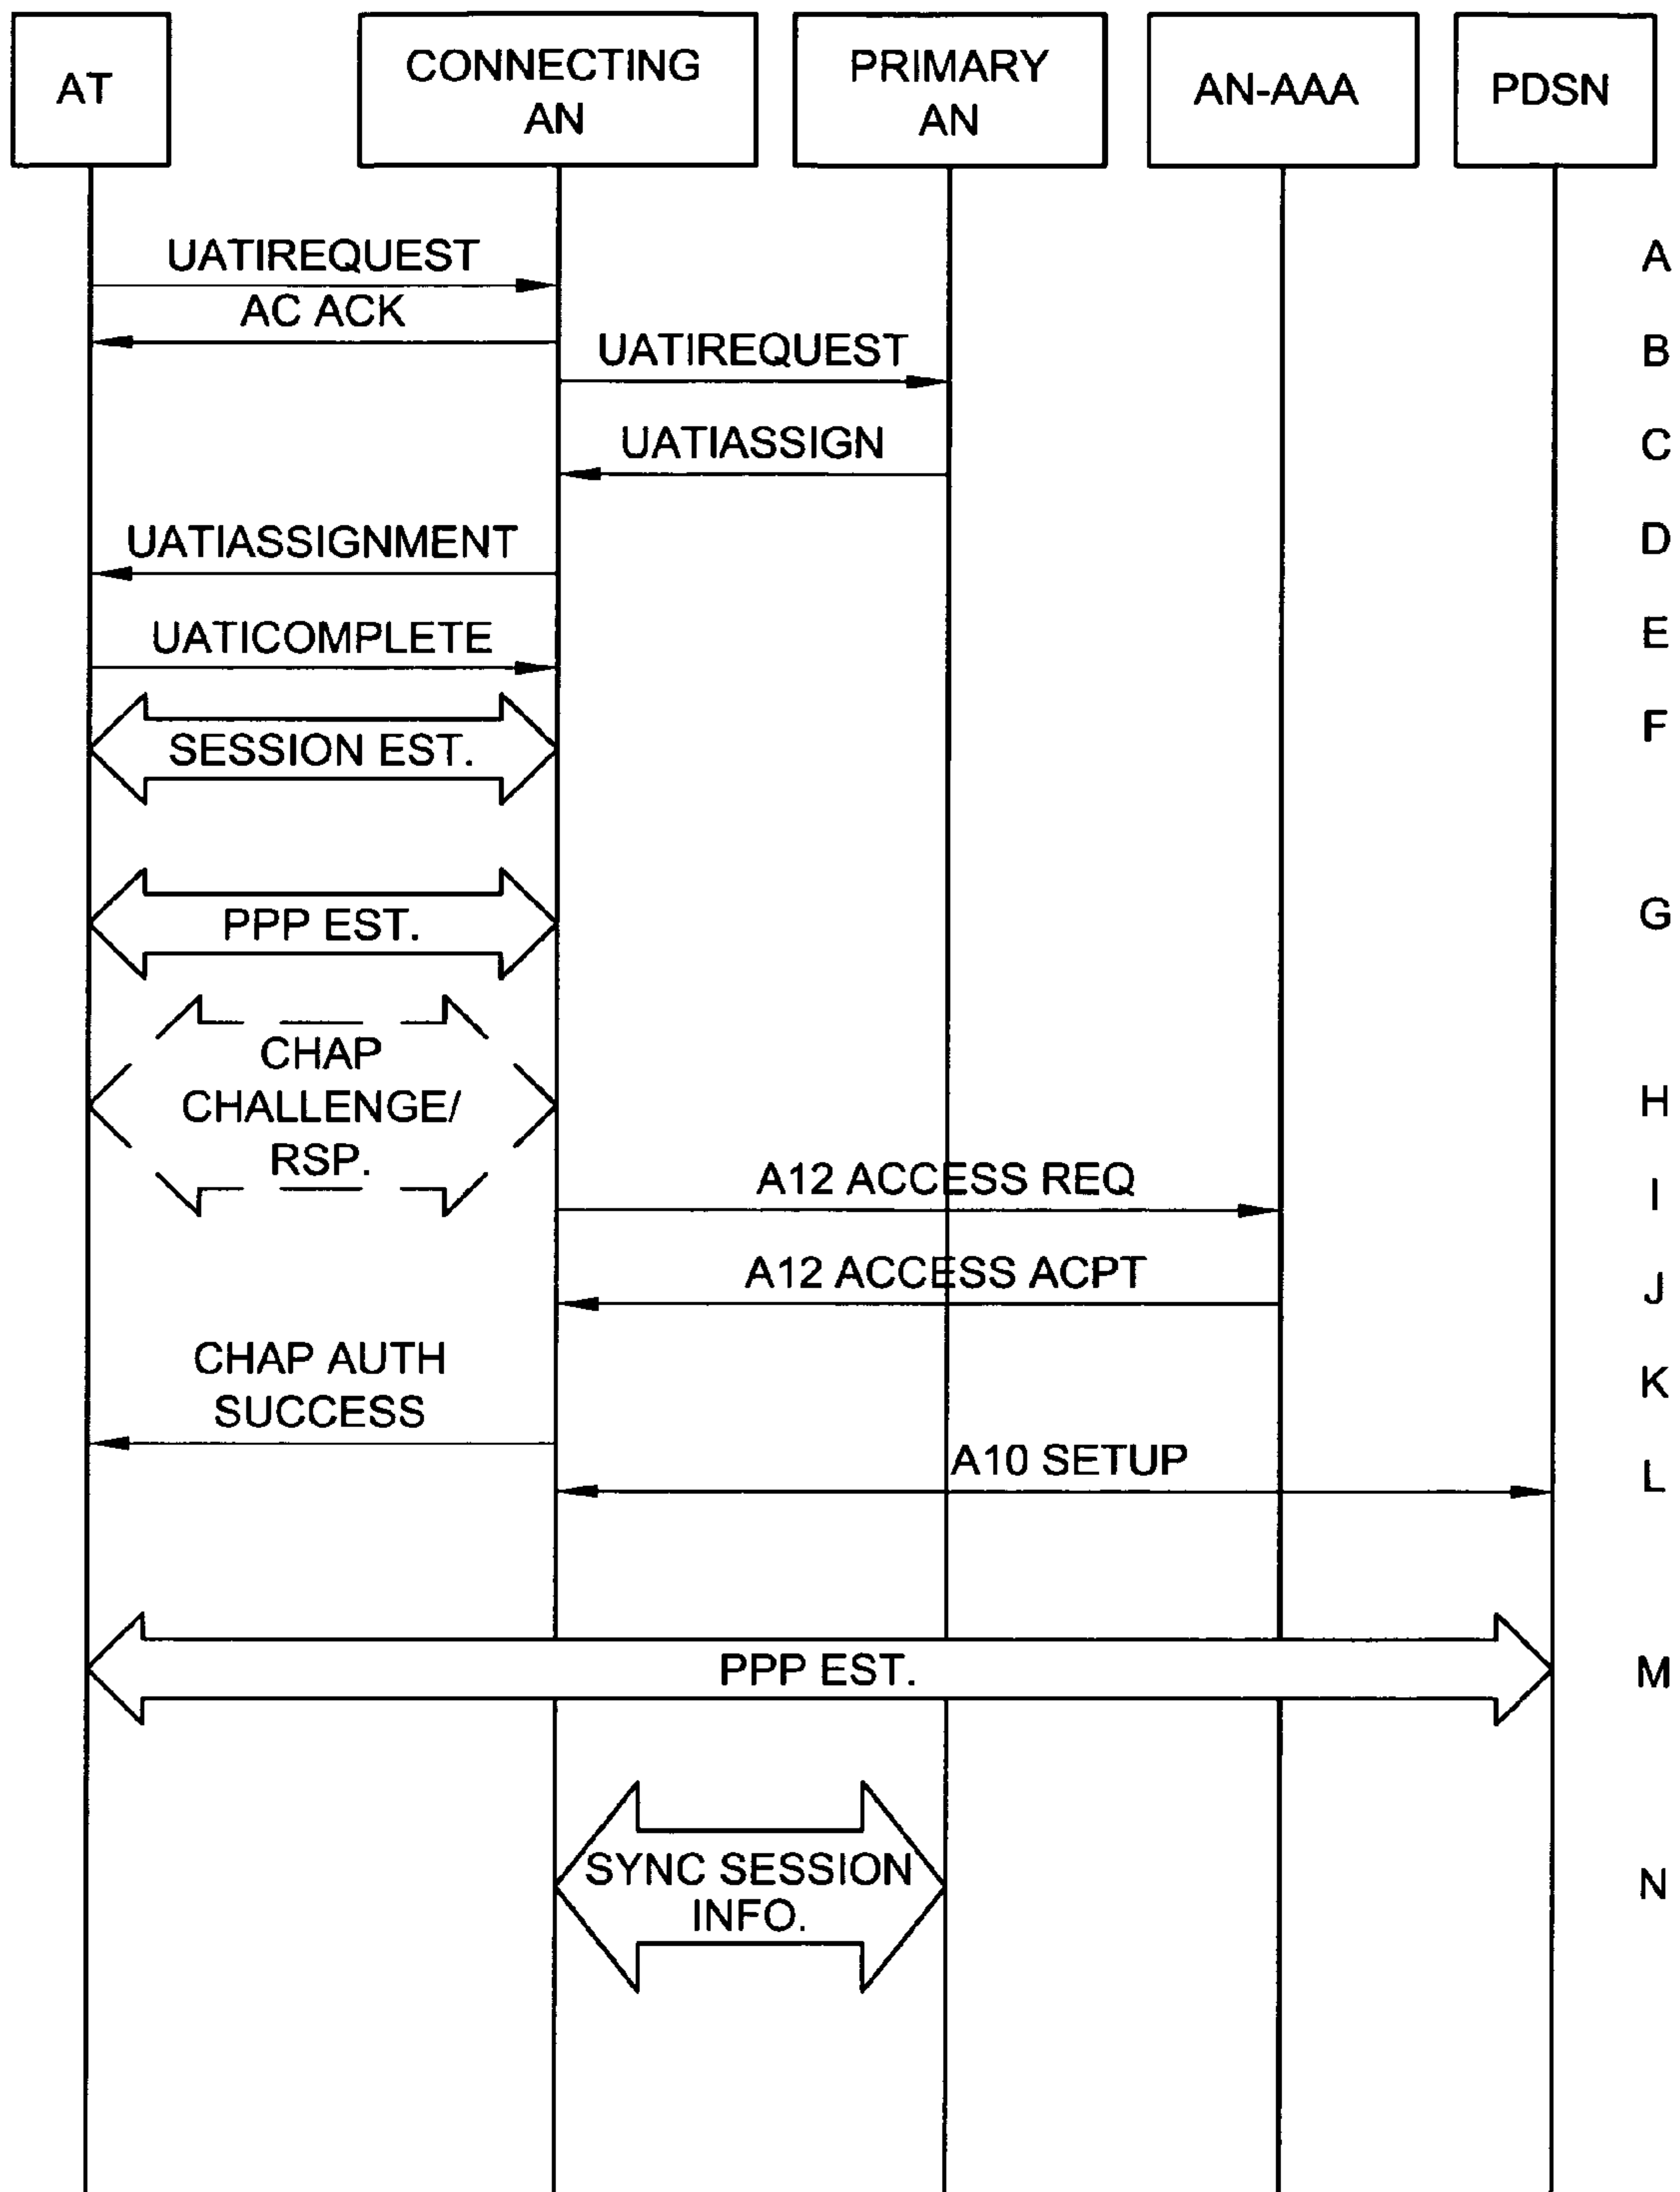 AT
CONNECTING
AN
PRIMARY
AN
AN-AAA
PDSN
UATIREQUEST
A
AC ACK
UATIREQUEST
B
UATIASSIGN
C
UATIASSIGNMENT
D
UATICOMPLETE
E
SESSION EST.
F
PPP EST.
G
CHAP
CHALLENGE/
RSP.
H
A12 ACCESS REQ
I
A12 ACCESS ACPT
J
CHAP AUTH
SUCCESS
K
A10 SETUP
L
PPP EST.
M
SYNC SESSION
INFO.
N